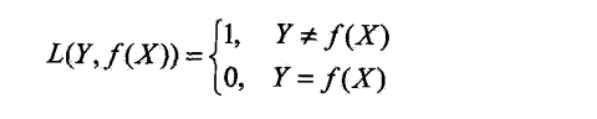 L(Y, f(X)) = { 1, Y ≠ f(X)
0, Y = f(X)